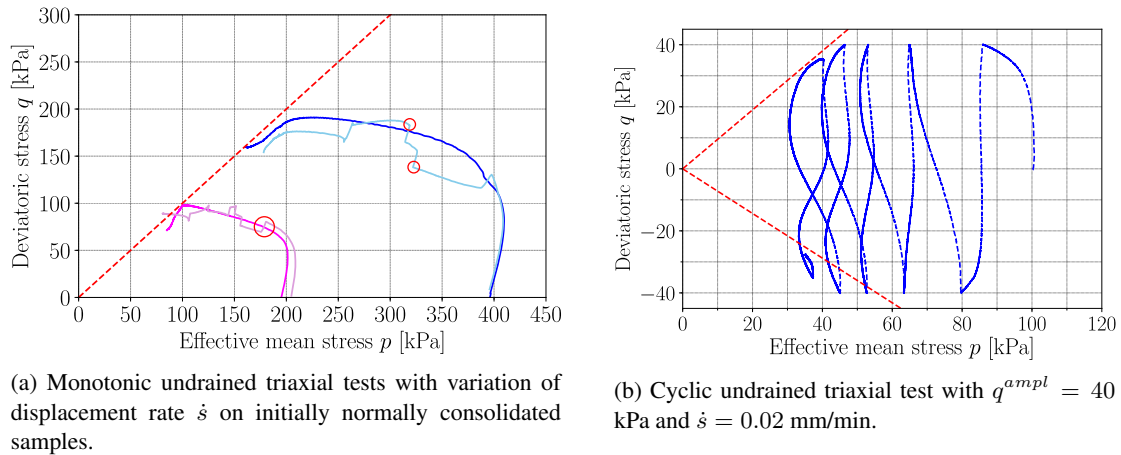 300
250
200
150
100
50
0
Deviatoric stress q [kPa]
0 50 100 150 200 250 300 350 400 450
Effective mean stress p [kPa]
(a) Monotonic undrained triaxial tests with variation of
displacement rate ṡ on initially normally consolidated
samples.
40
20
0
−20
−40
Deviatoric stress q [kPa]
0 20 40 60 80 100 120
Effective mean stress p [kPa]
(b) Cyclic undrained triaxial test with q^{ampl} = 40
kPa and ṡ = 0.02 mm/min.